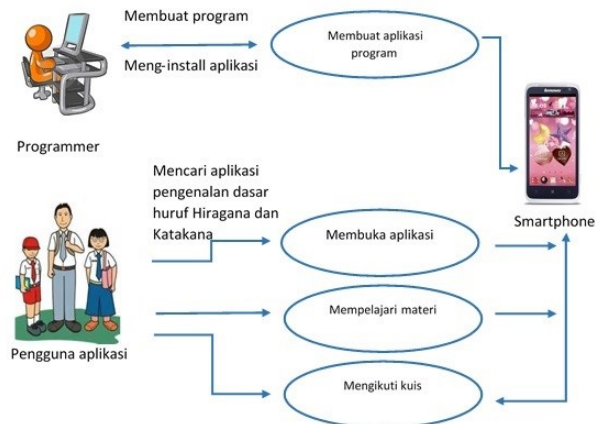 Membuat program
Meng-install aplikasi
Membuat aplikasi
program
Programmer
Smartphone
Mencari aplikasi
pengenalan dasar
huruf Hiragana dan
Katakana
Membuka aplikasi
Mempelajari materi
Mengikuti kuis
Pengguna aplikasi